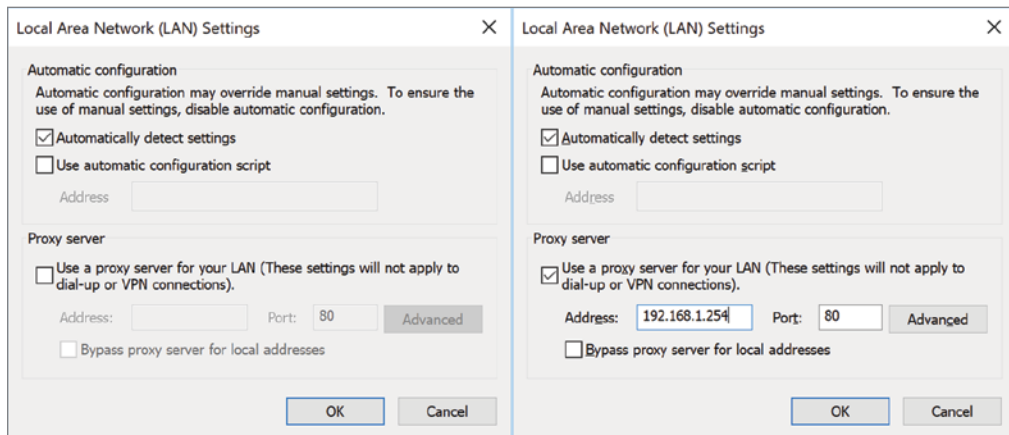 Local Area Network (LAN) Settings
Automatic configuration
Automatic configuration may override manual settings. To ensure the
use of manual settings, disable automatic configuration.
Automatically detect settings
Use automatic configuration script
Address
Proxy server
Use a proxy server for your LAN (These settings will not apply to
dial-up or VPN connections).
Address:
Port: 80
Advanced
Bypass proxy server for local addresses
OK
Cancel
Local Area Network (LAN) Settings
Automatic configuration
Automatic configuration may override manual settings. To ensure the
use of manual settings, disable automatic configuration.
Automatically detect settings
Use automatic configuration script
Address
Proxy server
Use a proxy server for your LAN (These settings will not apply to
dial-up or VPN connections).
Address: 192.168.1.254
Port: 80
Advanced
Bypass proxy server for local addresses
OK
Cancel